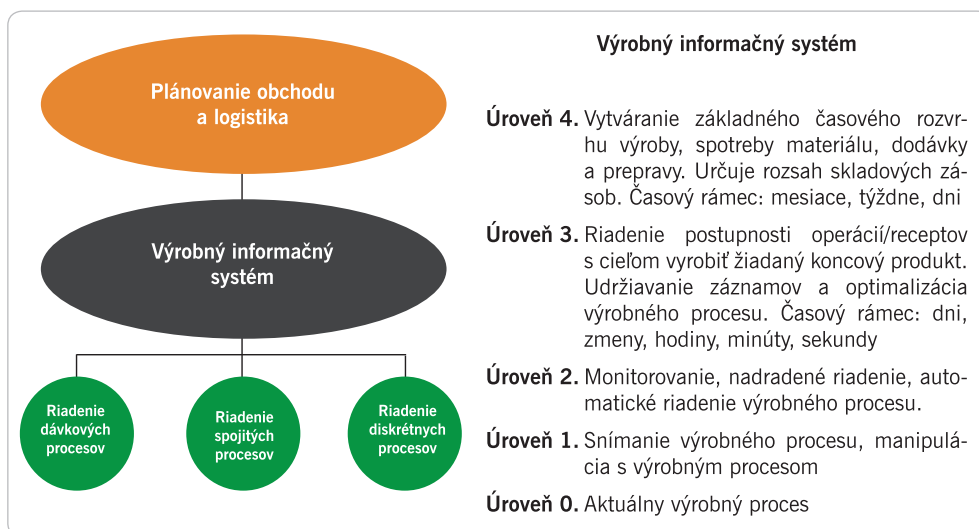 Plánovanie obchodu
a logistika
Výrobný informačný
systém
Riadenie
dávkových
procesov
Riadenie
spojitých
procesov
Riadenie
diskrétnych
procesov
Výrobný informačný systém
Úroveň 4. Vytváranie základného časového rozvr-
hu výroby, spotreby materiálu, dodávky
a prepravy. Určuje rozsah skladových zá-
sob. Časový rámec: mesiace, týždne, dni
Úroveň 3. Riadenie postupnosti operácií/receptov
s cieľom vyrobiť žiadaný koncový produkt.
Udržiavanie záznamov a optimalizácia
výrobného procesu. Časový rámec: dni,
zmeny, hodiny, minúty, sekundy
Úroveň 2. Monitorovanie, nadradené riadenie, auto-
matické riadenie výrobného procesu.
Úroveň 1. Snímanie výrobného procesu, manipulá-
cia s výrobným procesom
Úroveň 0. Aktuálny výrobný proces